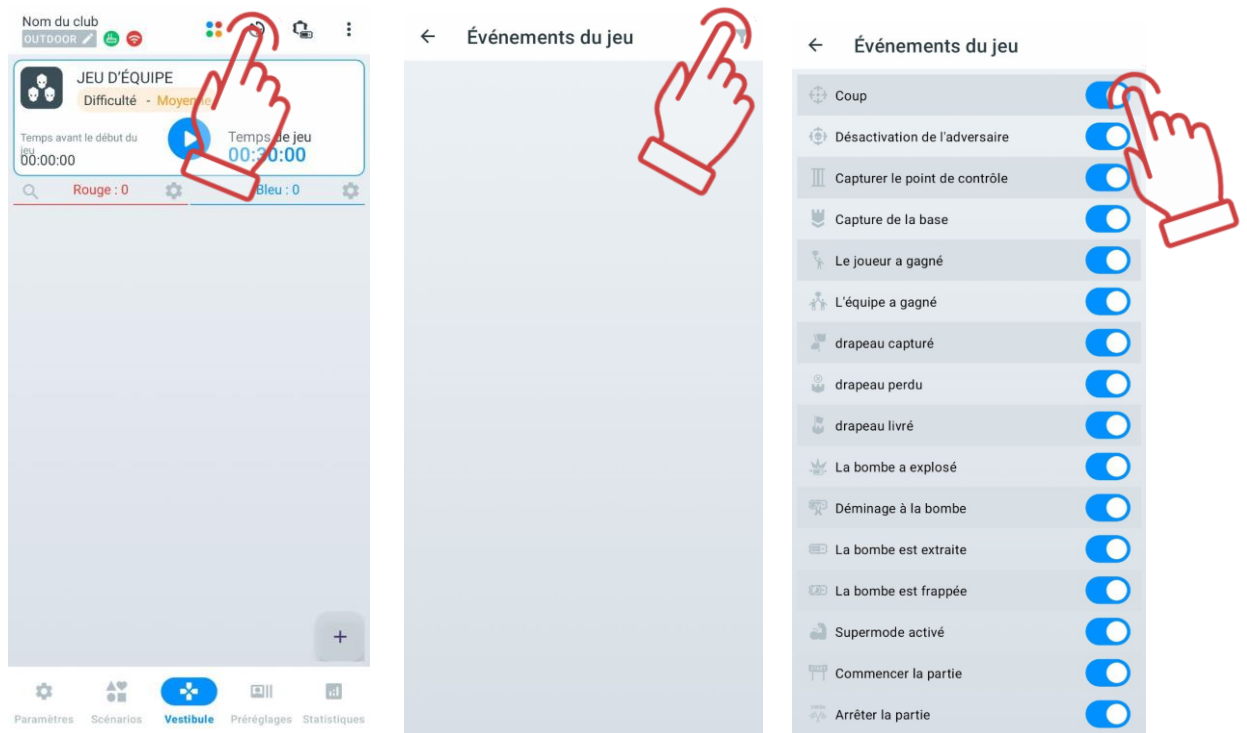 Nom du club
OUTDOOR
JEU D'ÉQUIPE
Difficulté - Moyenne
Temps avant le début du
jeu
00:00:00
Temps de jeu
00:30:00
Rouge : 0
Bleu : 0
Paramètres
Scénarios
Vestibule
Préréglages
Statistiques
Événements du jeu
Événements du jeu
Coup
Désactivation de l'adversaire
Capturer le point de contrôle
Capture de la base
Le joueur a gagné
L'équipe a gagné
drapeau capturé
drapeau perdu
drapeau livré
La bombe a explosé
Déminage à la bombe
La bombe est extraite
La bombe est frappée
Supermode activé
Commencer la partie
Arrêter la partie